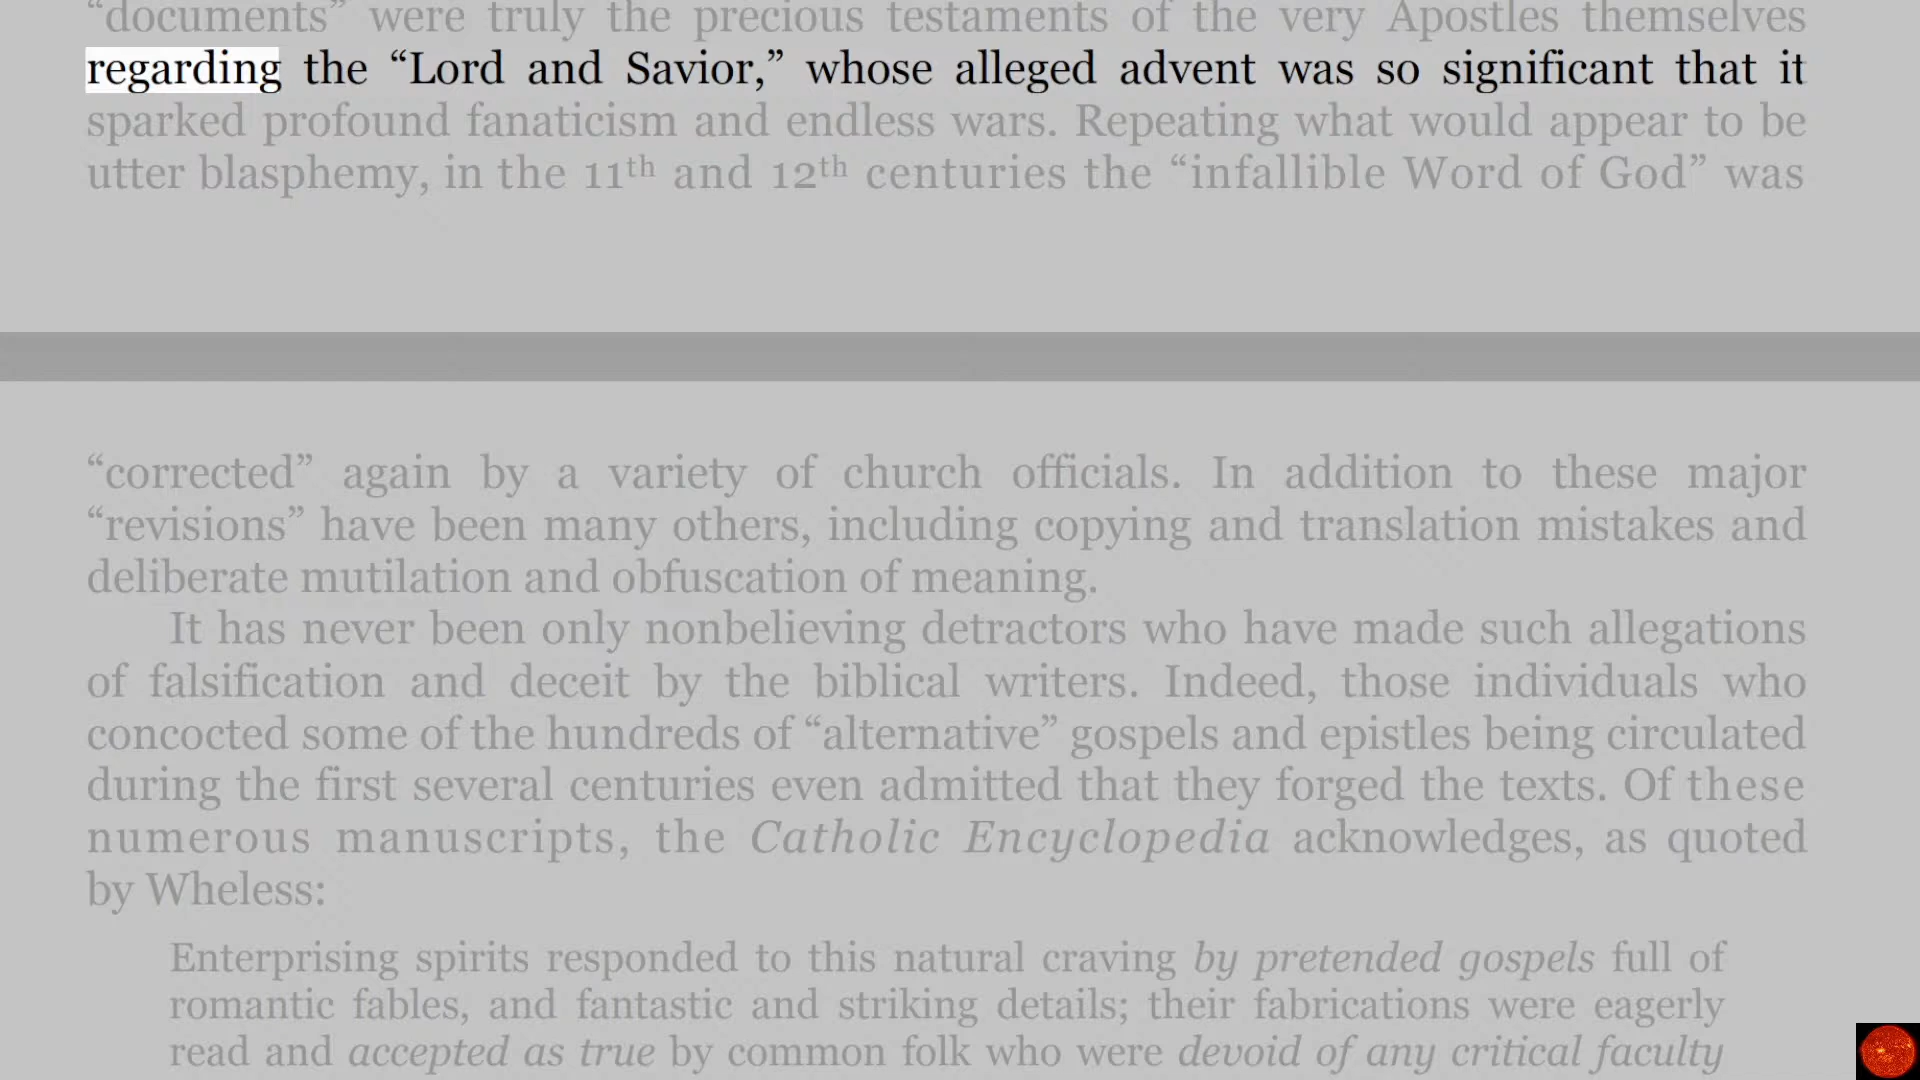 “documents” were truly the precious testaments of the very Apostles themselves
regarding the “Lord and Savior,” whose alleged advent was so significant that it
sparked profound fanaticism and endless wars. Repeating what would appear to be
utter blasphemy, in the 11th and 12th centuries the “infallible Word of God” was
“corrected” again by a variety of church officials. In addition to these major
“revisions” have been many others, including copying and translation mistakes and
deliberate mutilation and obfuscation of meaning.
It has never been only nonbelieving detractors who have made such allegations
of falsification and deceit by the biblical writers. Indeed, those individuals who
concocted some of the hundreds of “alternative” gospels and epistles being circulated
during the first several centuries even admitted that they forged the texts. Of these
numerous manuscripts, the Catholic Encyclopedia acknowledges, as quoted
by Wheless:
Enterprising spirits responded to this natural craving by pretended gospels full of
romantic fables, and fantastic and striking details; their fabrications were eagerly
read and accepted as true by common folk who were devoid of any critical faculty